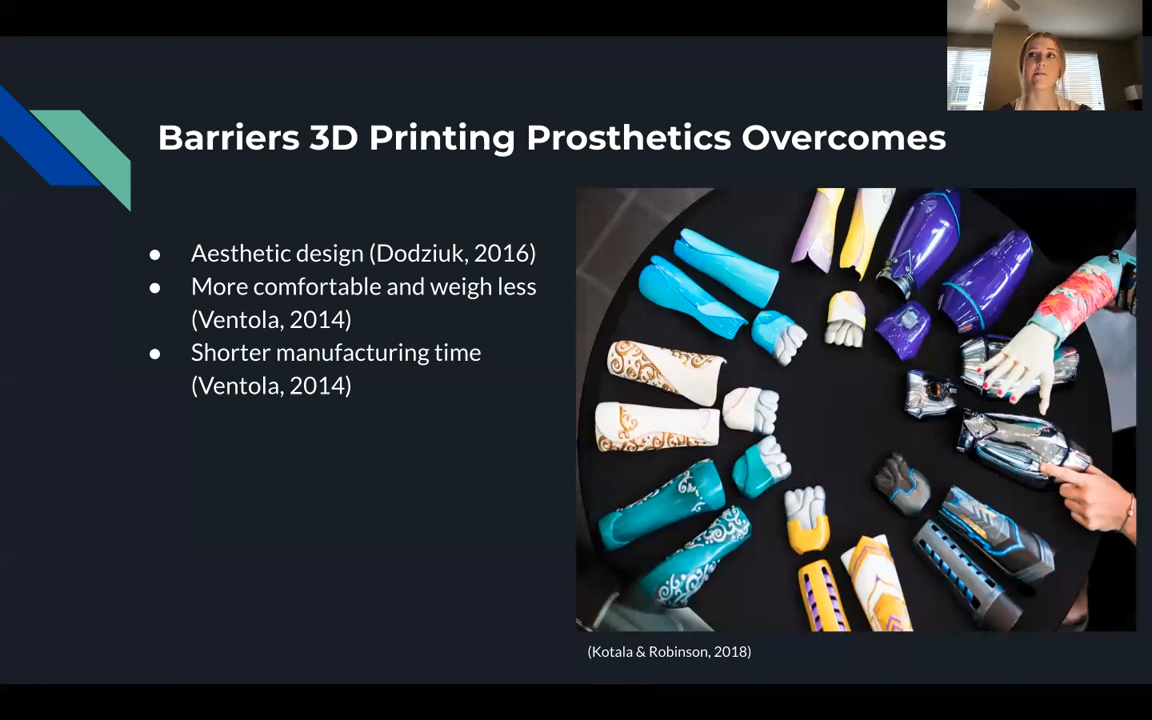 Barriers 3D Printing Prosthetics Overcomes
● Aesthetic design (Dodziuk, 2016)
● More comfortable and weigh less
(Ventola, 2014)
● Shorter manufacturing time
(Ventola, 2014)
(Kotala & Robinson, 2018)